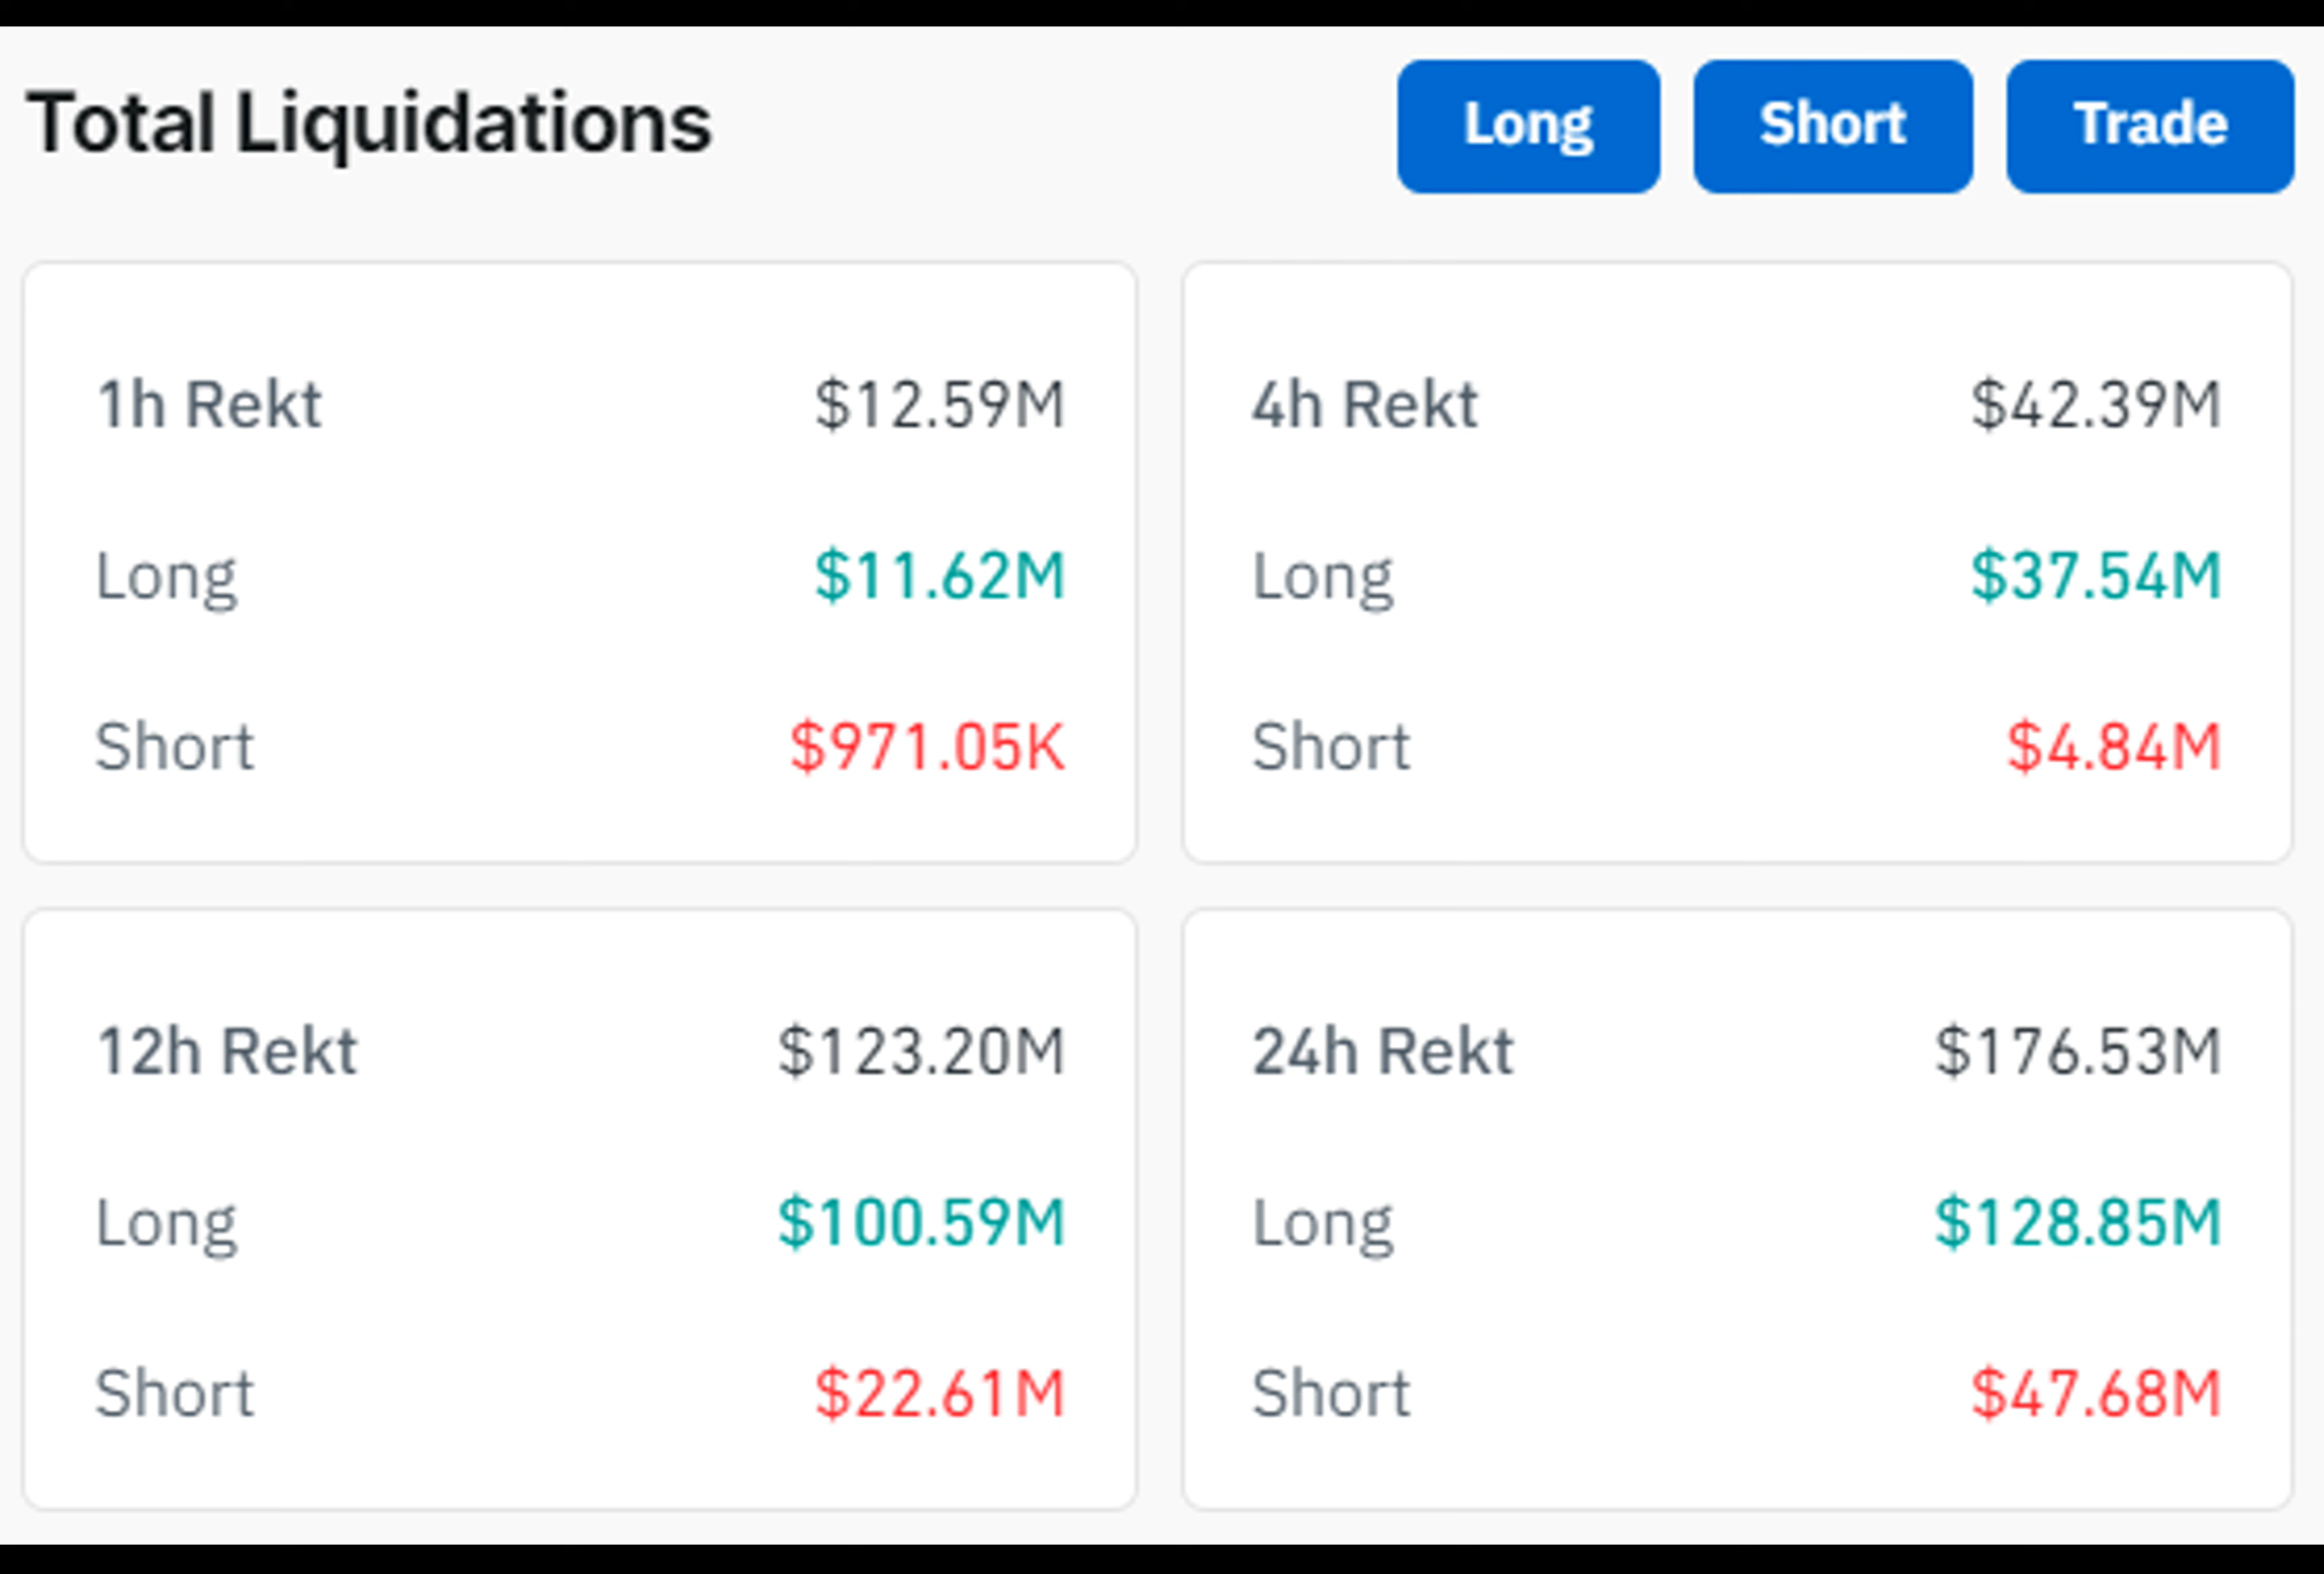 Total Liquidations Long Short Trade
1h Rekt $12.59M
Long $11.62M
Short $971.05K
4h Rekt $42.39M
Long $37.54M
Short $4.84M
12h Rekt $123.20M
Long $100.59M
Short $22.61M
24h Rekt $176.53M
Long $128.85M
Short $47.68M